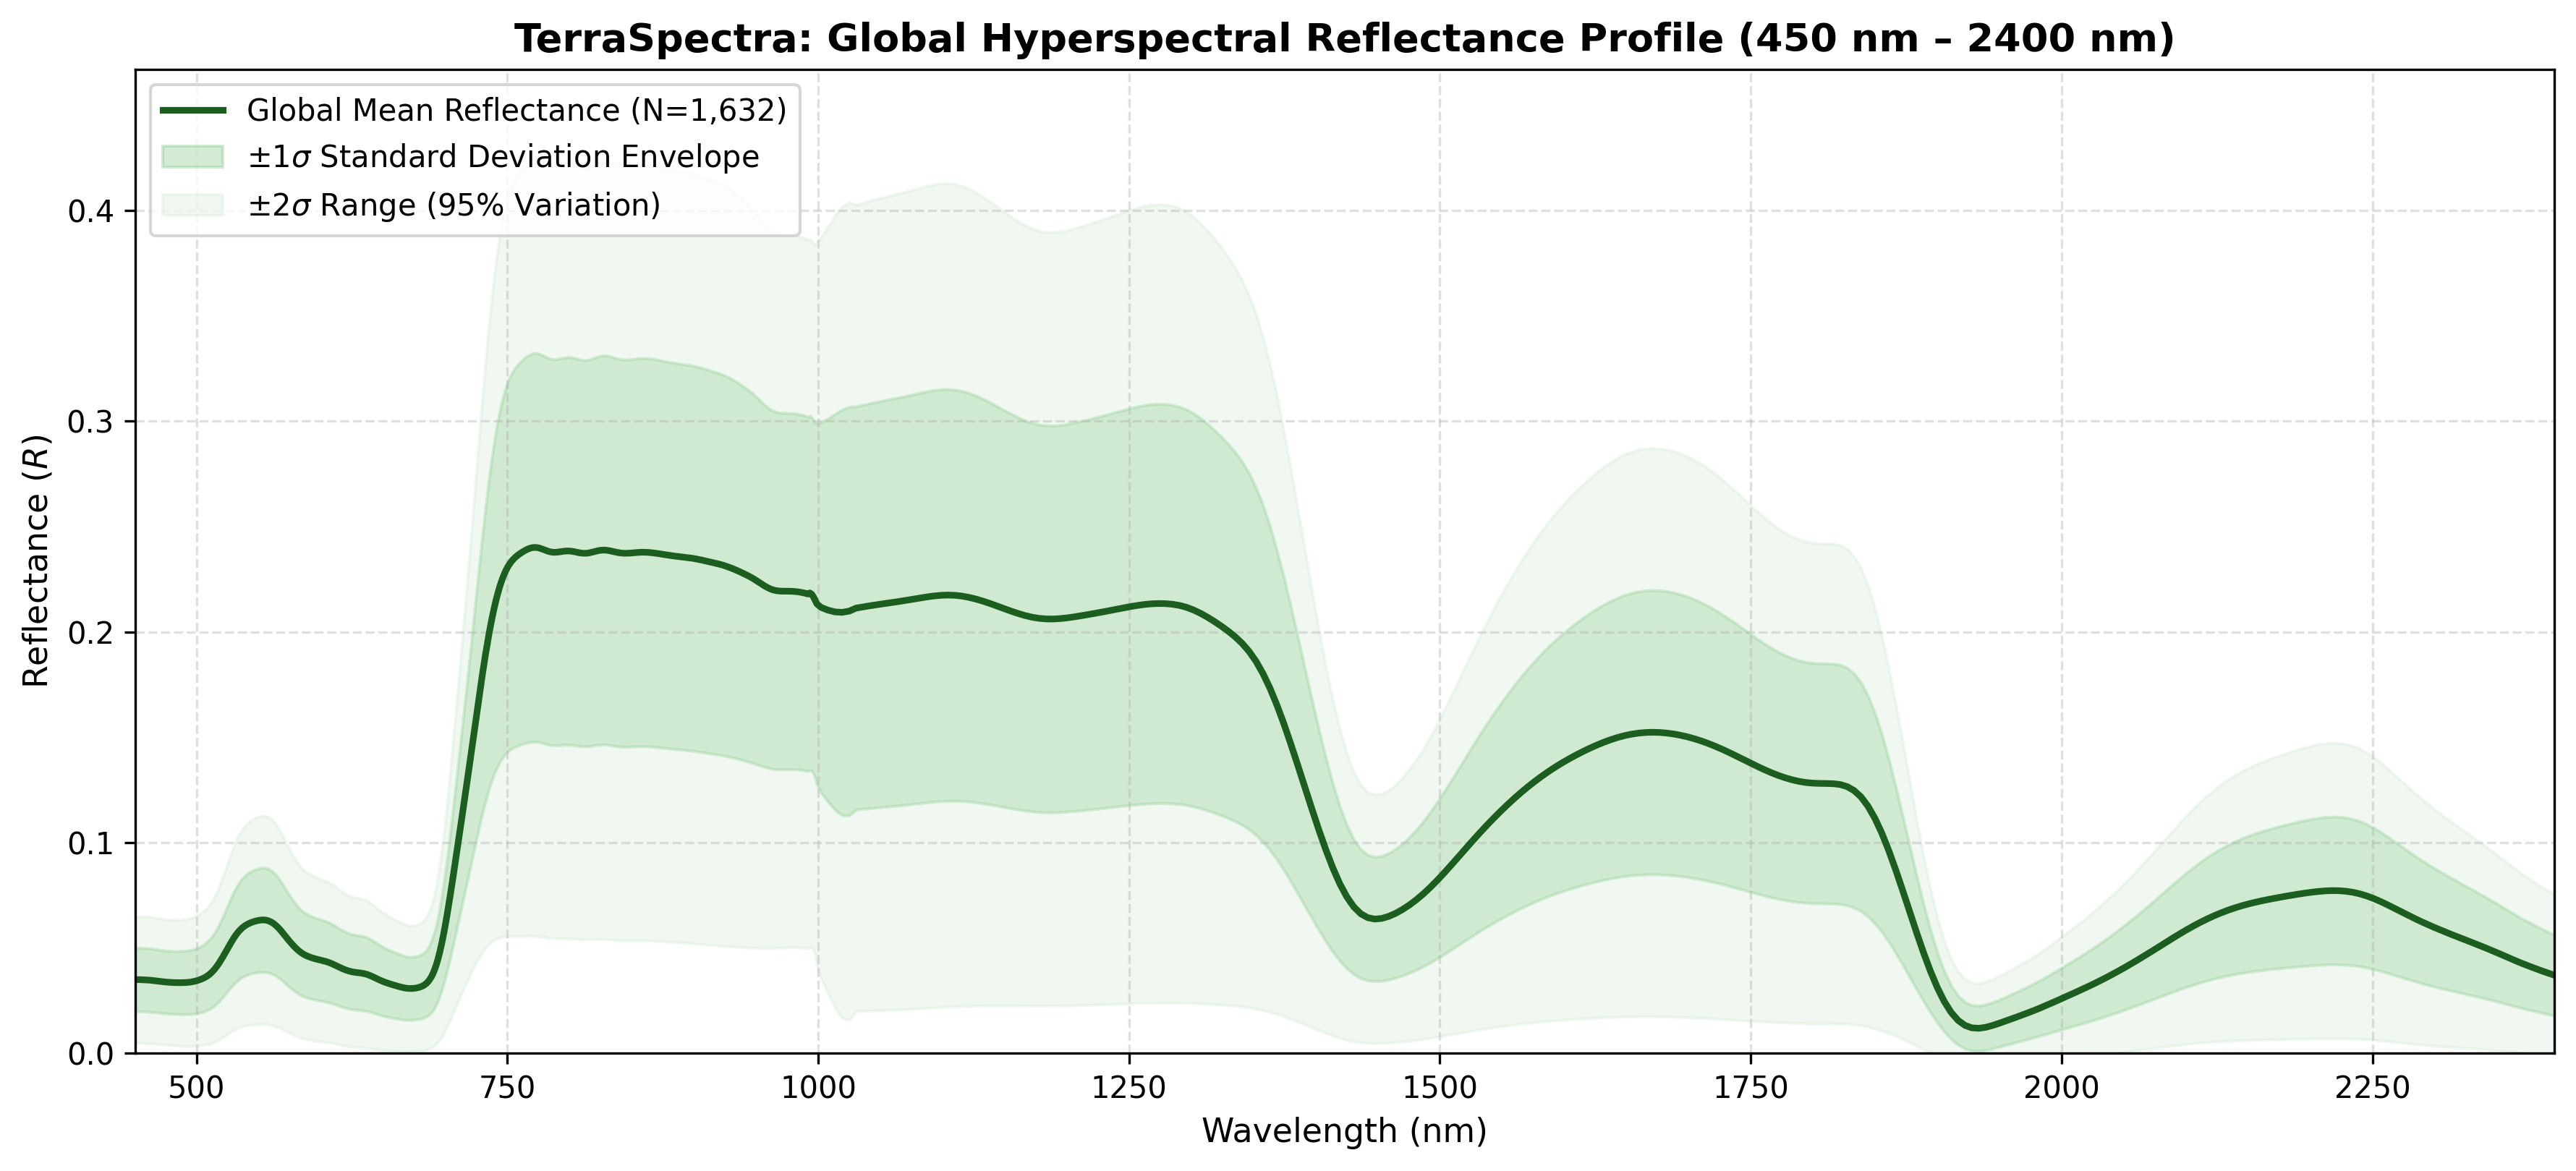 TerraSpectra: Global Hyperspectral Reflectance Profile (450 nm – 2400 nm)
Global Mean Reflectance (N=1,632)
±1σ Standard Deviation Envelope
±2σ Range (95% Variation)
Reflectance (R)
0.4
0.3
0.2
0.1
0.0
500 750 1000 1250 1500 1750 2000 2250
Wavelength (nm)